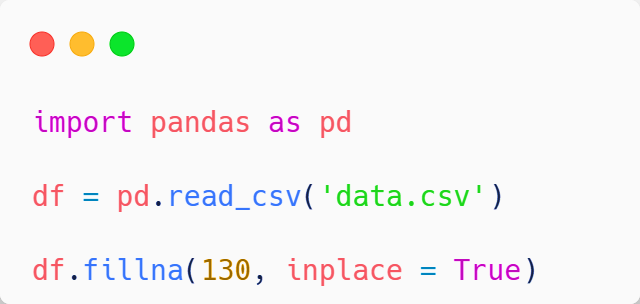 import pandas as pd
df = pd.read_csv('data.csv')
df.fillna(130, inplace = True)